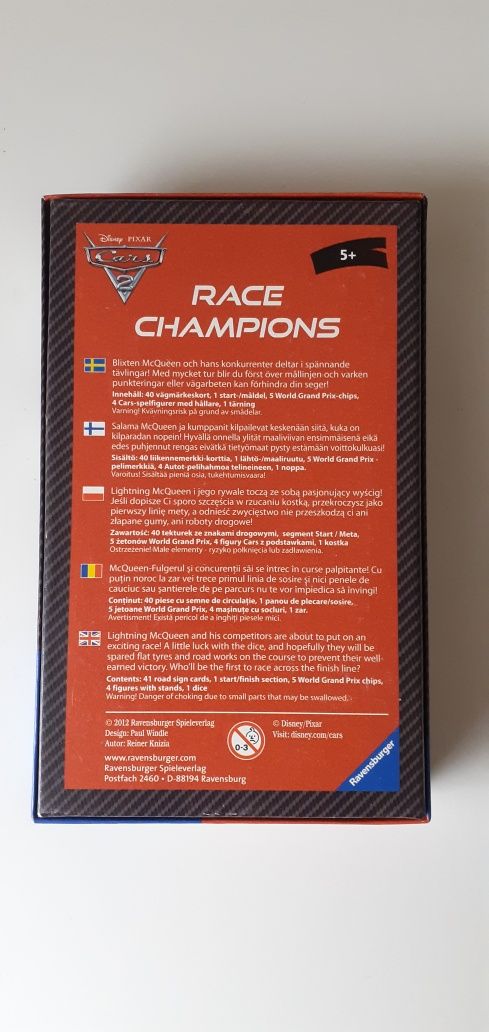 Disney PIXAR
Cars
2
5+
RACE
CHAMPIONS
Blixten McQueen och hans konkurrenter deltar i spännande
tävlingar! Med mycket tur blir du först över mållinjen och varken
punkteringar eller vägarbeten kan förhindra din seger!
Innehåll: 40 vägmärkeskort, 1 start-/måldel, 5 World Grand Prix-chips,
4 Cars-spelfigurer med hållare, 1 tärning
Varning! Kvävningsrisk på grund av smådelar.
Salama McQueen ja kumppanit kilpailevat keskenään siitä, kuka on
kilparadan nopein! Hyvällä onnella ylität maaliviivan ensimmäisenä eikä
edes puhjennut rengas eivätkä tietyömaat pysty estämään voittokulkuasi!
Sisältö: 40 liikennemerkki-korttia, 1 lähtö-/maaliruutu, 5 World Grand Prix -
pelimerkkiä, 4 Autot-pelihahmoa telineineen, 1 noppa.
Varoitus! Sisältää pieniä osia, tukehtumisvaara!
Lightning McQueen i jego rywale toczą ze sobą pasjonujący wyścig!
Jeśli dopisze Ci sporo szczęścia w rzucaniu kostką, przekroczysz jako
pierwszy linię mety, a odnieść zwycięstwo nie przeszkodzą ci ani
złapane gumy, ani roboty drogowe!
Zawartość: 40 tekturek ze znakami drogowymi, segment Start / Meta,
5 żetonów World Grand Prix, 4 figury Cars z podstawkami, 1 kostka
Ostrzeżenie! Małe elementy - ryzyko połknięcia lub zadławienia.
McQueen-Fulgerul și concurenții săi se întrec în curse palpitante! Cu
puțin noroc la zar vei trece primul linia de sosire și nici penele de
cauciuc sau șantierele de pe parcurs nu te vor împiedica să învingi!
Conținut: 40 piese cu semne de circulație, 1 panou de plecare/sosire,
5 jetoane World Grand Prix, 4 mașinuțe cu socluri, 1 zar.
Avertisment! Există pericol de a înghiți piesele mici.
Lightning McQueen and his competitors are about to put on an
exciting race! A little luck with the dice, and hopefully they will be
spared flat tyres and road works on the course to prevent their well-
earned victory. Who'll be the first to race across the finish line?
Contents: 41 road sign cards, 1 start/finish section, 5 World Grand Prix chips,
4 figures with stands, 1 dice
Warning! Danger of choking due to small parts that may be swallowed.
© 2012 Ravensburger Spieleverlag
Design: Paul Windle
Autor: Reiner Knizia
www.ravensburger.com
Ravensburger Spieleverlag
Postfach 2460 • D-88194 Ravensburg
0-3
© Disney/Pixar
Visit: disney.com/cars
Ravensburger